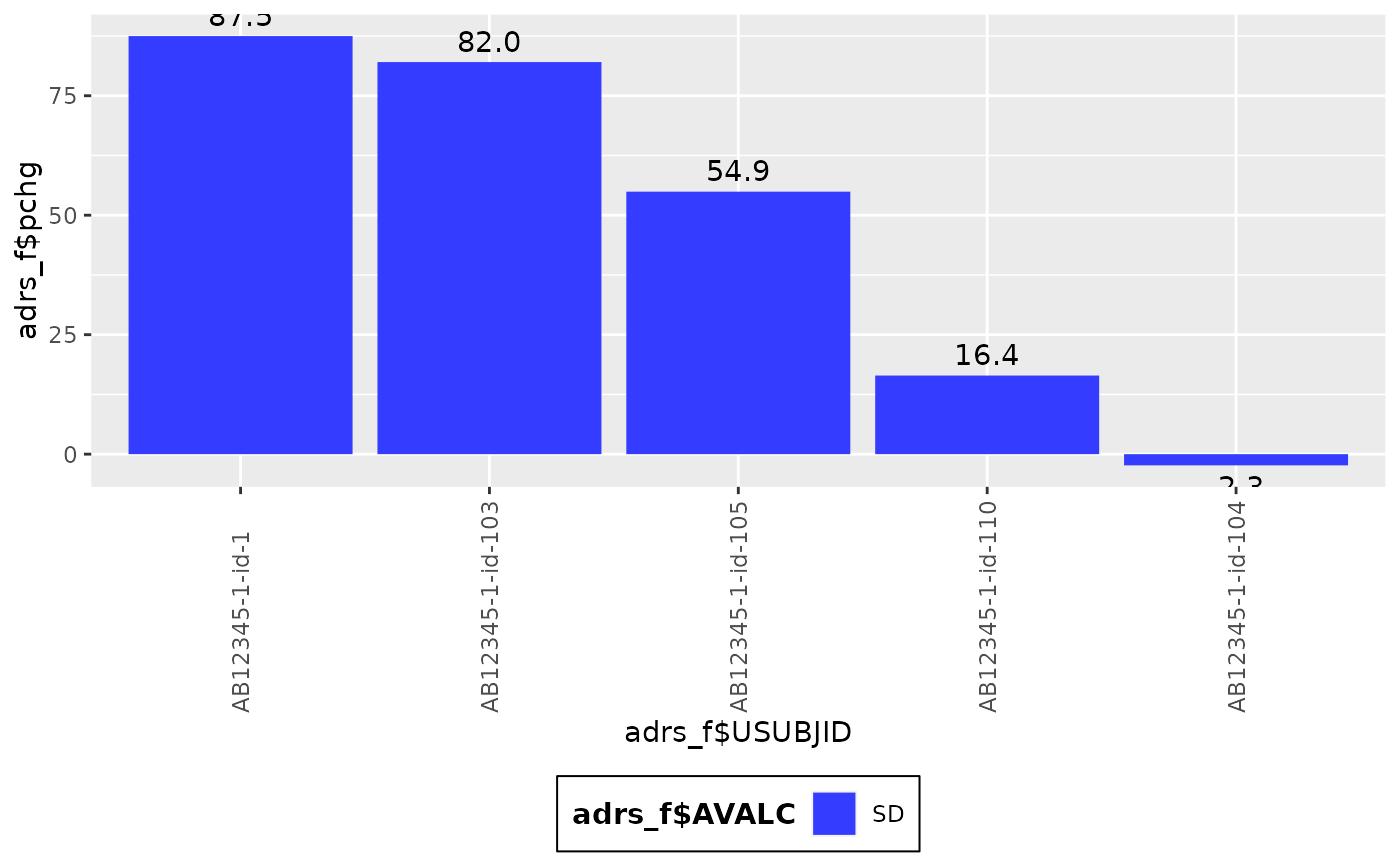 87.5
82.0
75
54.9
adrs_f$pchg
50
25
16.4
0
AB12345-1-id-1
AB12345-1-id-103
AB12345-1-id-105
AB12345-1-id-110
AB12345-1-id-104
adrs_f$USUBJID
adrs_f$AVALC SD